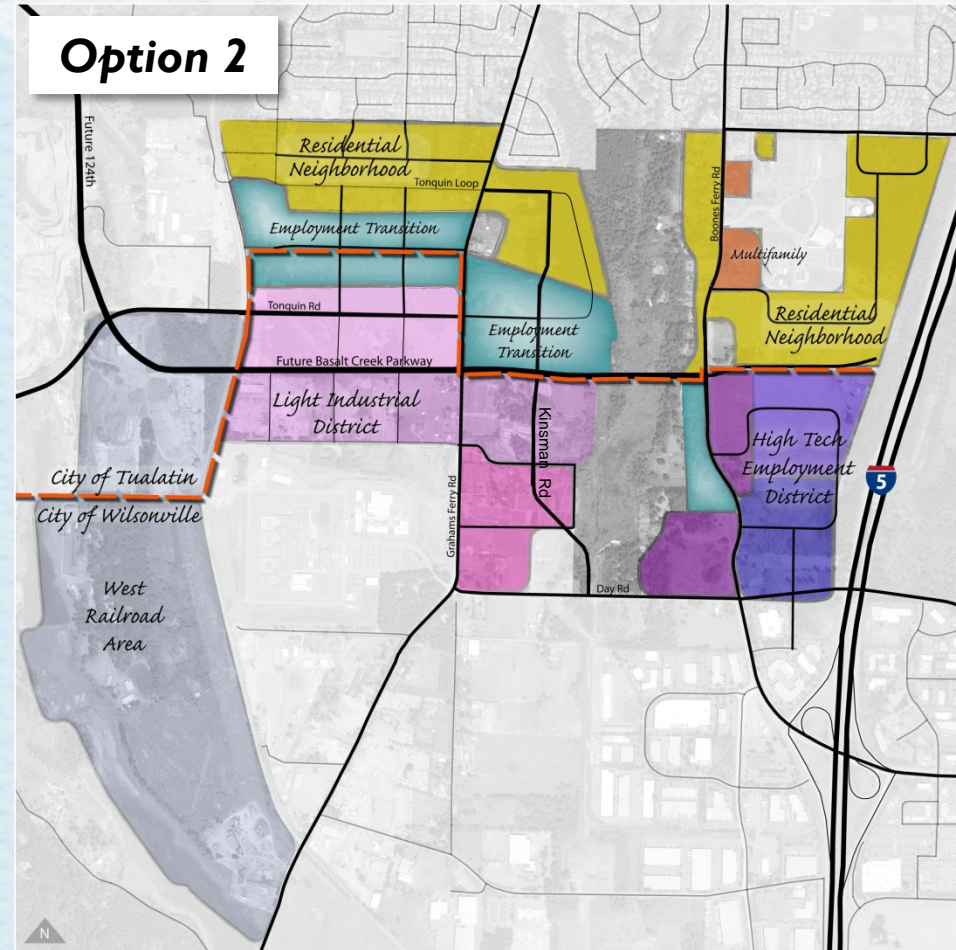 Option 2
Future 124th
Residential
Neighborhood
Tonquin Loop
Employment Transition
Boones Ferry Rd
Multifamily
Tonquin Rd
Residential
Neighborhood
Employment
Transition
Future Basalt Creek Parkway
Light Industrial
District
Kinsman Rd
High Tech
Employment
District
5
City of Tualatin
City of Wilsonville
Grahams Ferry Rd
West
Railroad
Area
Day Rd
N